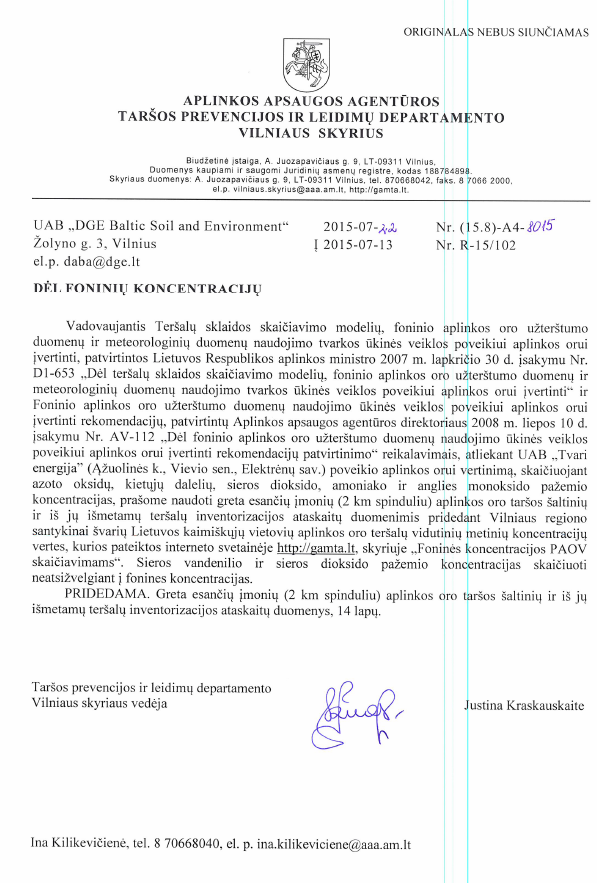 ORIGINALAS NEBUS SIUNČIAMAS
APLINKOS APSAUGOS AGENTŪROS
TARŠOS PREVENCIJOS IR LEIDIMŲ DEPARTAMENTO
VILNIAUS SKYRIUS
Biudžetinė įstaiga, A. Juozapavičiaus g. 9, LT-09311 Vilnius,
Duomenys kaupiami ir saugomi Juridinių asmenų registre, kodas 188784898.
Skyriaus duomenys: A. Juozapavičiaus g. 9, LT-09311 Vilnius, tel. 870668042, faks. 8 7066 2000,
el.p. vilniaus.skyrius@aaa.am.lt, http://gamta.lt.
UAB „DGE Baltic Soil and Environment“ 2015-07-22 Nr. (15.8)-A4-8015
Žolyno g. 3, Vilnius Į 2015-07-13 Nr. R-15/102
el.p. daba@dge.lt
DĖL FONINIŲ KONCENTRACIJŲ
Vadovaujantis Teršalų sklaidos skaičiavimo modelių, foninio aplinkos oro užterštumo
duomenų ir meteorologinių duomenų naudojimo tvarkos ūkinės veiklos poveikiui aplinkos orui
įvertinti, patvirtintos Lietuvos Respublikos aplinkos ministro 2007 m. lapkričio 30 d. įsakymu Nr.
D1-653 „Dėl teršalų sklaidos skaičiavimo modelių, foninio aplinkos oro užterštumo duomenų ir
meteorologinių duomenų naudojimo tvarkos ūkinės veiklos poveikiui aplinkos orui įvertinti“ ir
Foninio aplinkos oro užterštumo duomenų naudojimo ūkinės veiklos poveikiui aplinkos orui
įvertinti rekomendacijų, patvirtintų Aplinkos apsaugos agentūros direktoriaus 2008 m. liepos 10 d.
įsakymu Nr. AV-112 „Dėl foninio aplinkos oro užterštumo duomenų naudojimo ūkinės veiklos
poveikiui aplinkos orui įvertinti rekomendacijų patvirtinimo“ reikalavimais, atliekant UAB „Tvari
energija” (Ąžuolinės k., Vievio sen., Elektrėnų sav.) poveikio aplinkos orui vertinimą, skaičiuojant
azoto oksidų, kietųjų dalelių, sieros dioksido, amoniako ir anglies monoksido pažemio
koncentracijas, prašome naudoti greta esančių įmonių (2 km spinduliu) aplinkos oro taršos šaltinių
ir iš jų išmetamų teršalų inventorizacijos ataskaitų duomenimis pridedant Vilniaus regiono
santykinai švarių Lietuvos kaimiškųjų vietovių aplinkos oro teršalų vidutinių metinių koncentracijų
vertes, kurios pateiktos interneto svetainėje http://gamta.lt, skyriuje „Foninės koncentracijos PAOV
skaičiavimams“. Sieros vandenilio ir sieros dioksido pažemio koncentracijas skaičiuoti
neatsižvelgiant į fonines koncentracijas.
PRIDEDAMA. Greta esančių įmonių (2 km spinduliu) aplinkos oro taršos šaltinių ir iš jų
išmetamų teršalų inventorizacijos ataskaitų duomenys, 14 lapų.
Taršos prevencijos ir leidimų departamento
Vilniaus skyriaus vedėja Justina Kraskauskaite
Ina Kilikevičienė, tel. 8 70668040, el. p. ina.kilikeviciene@aaa.am.lt